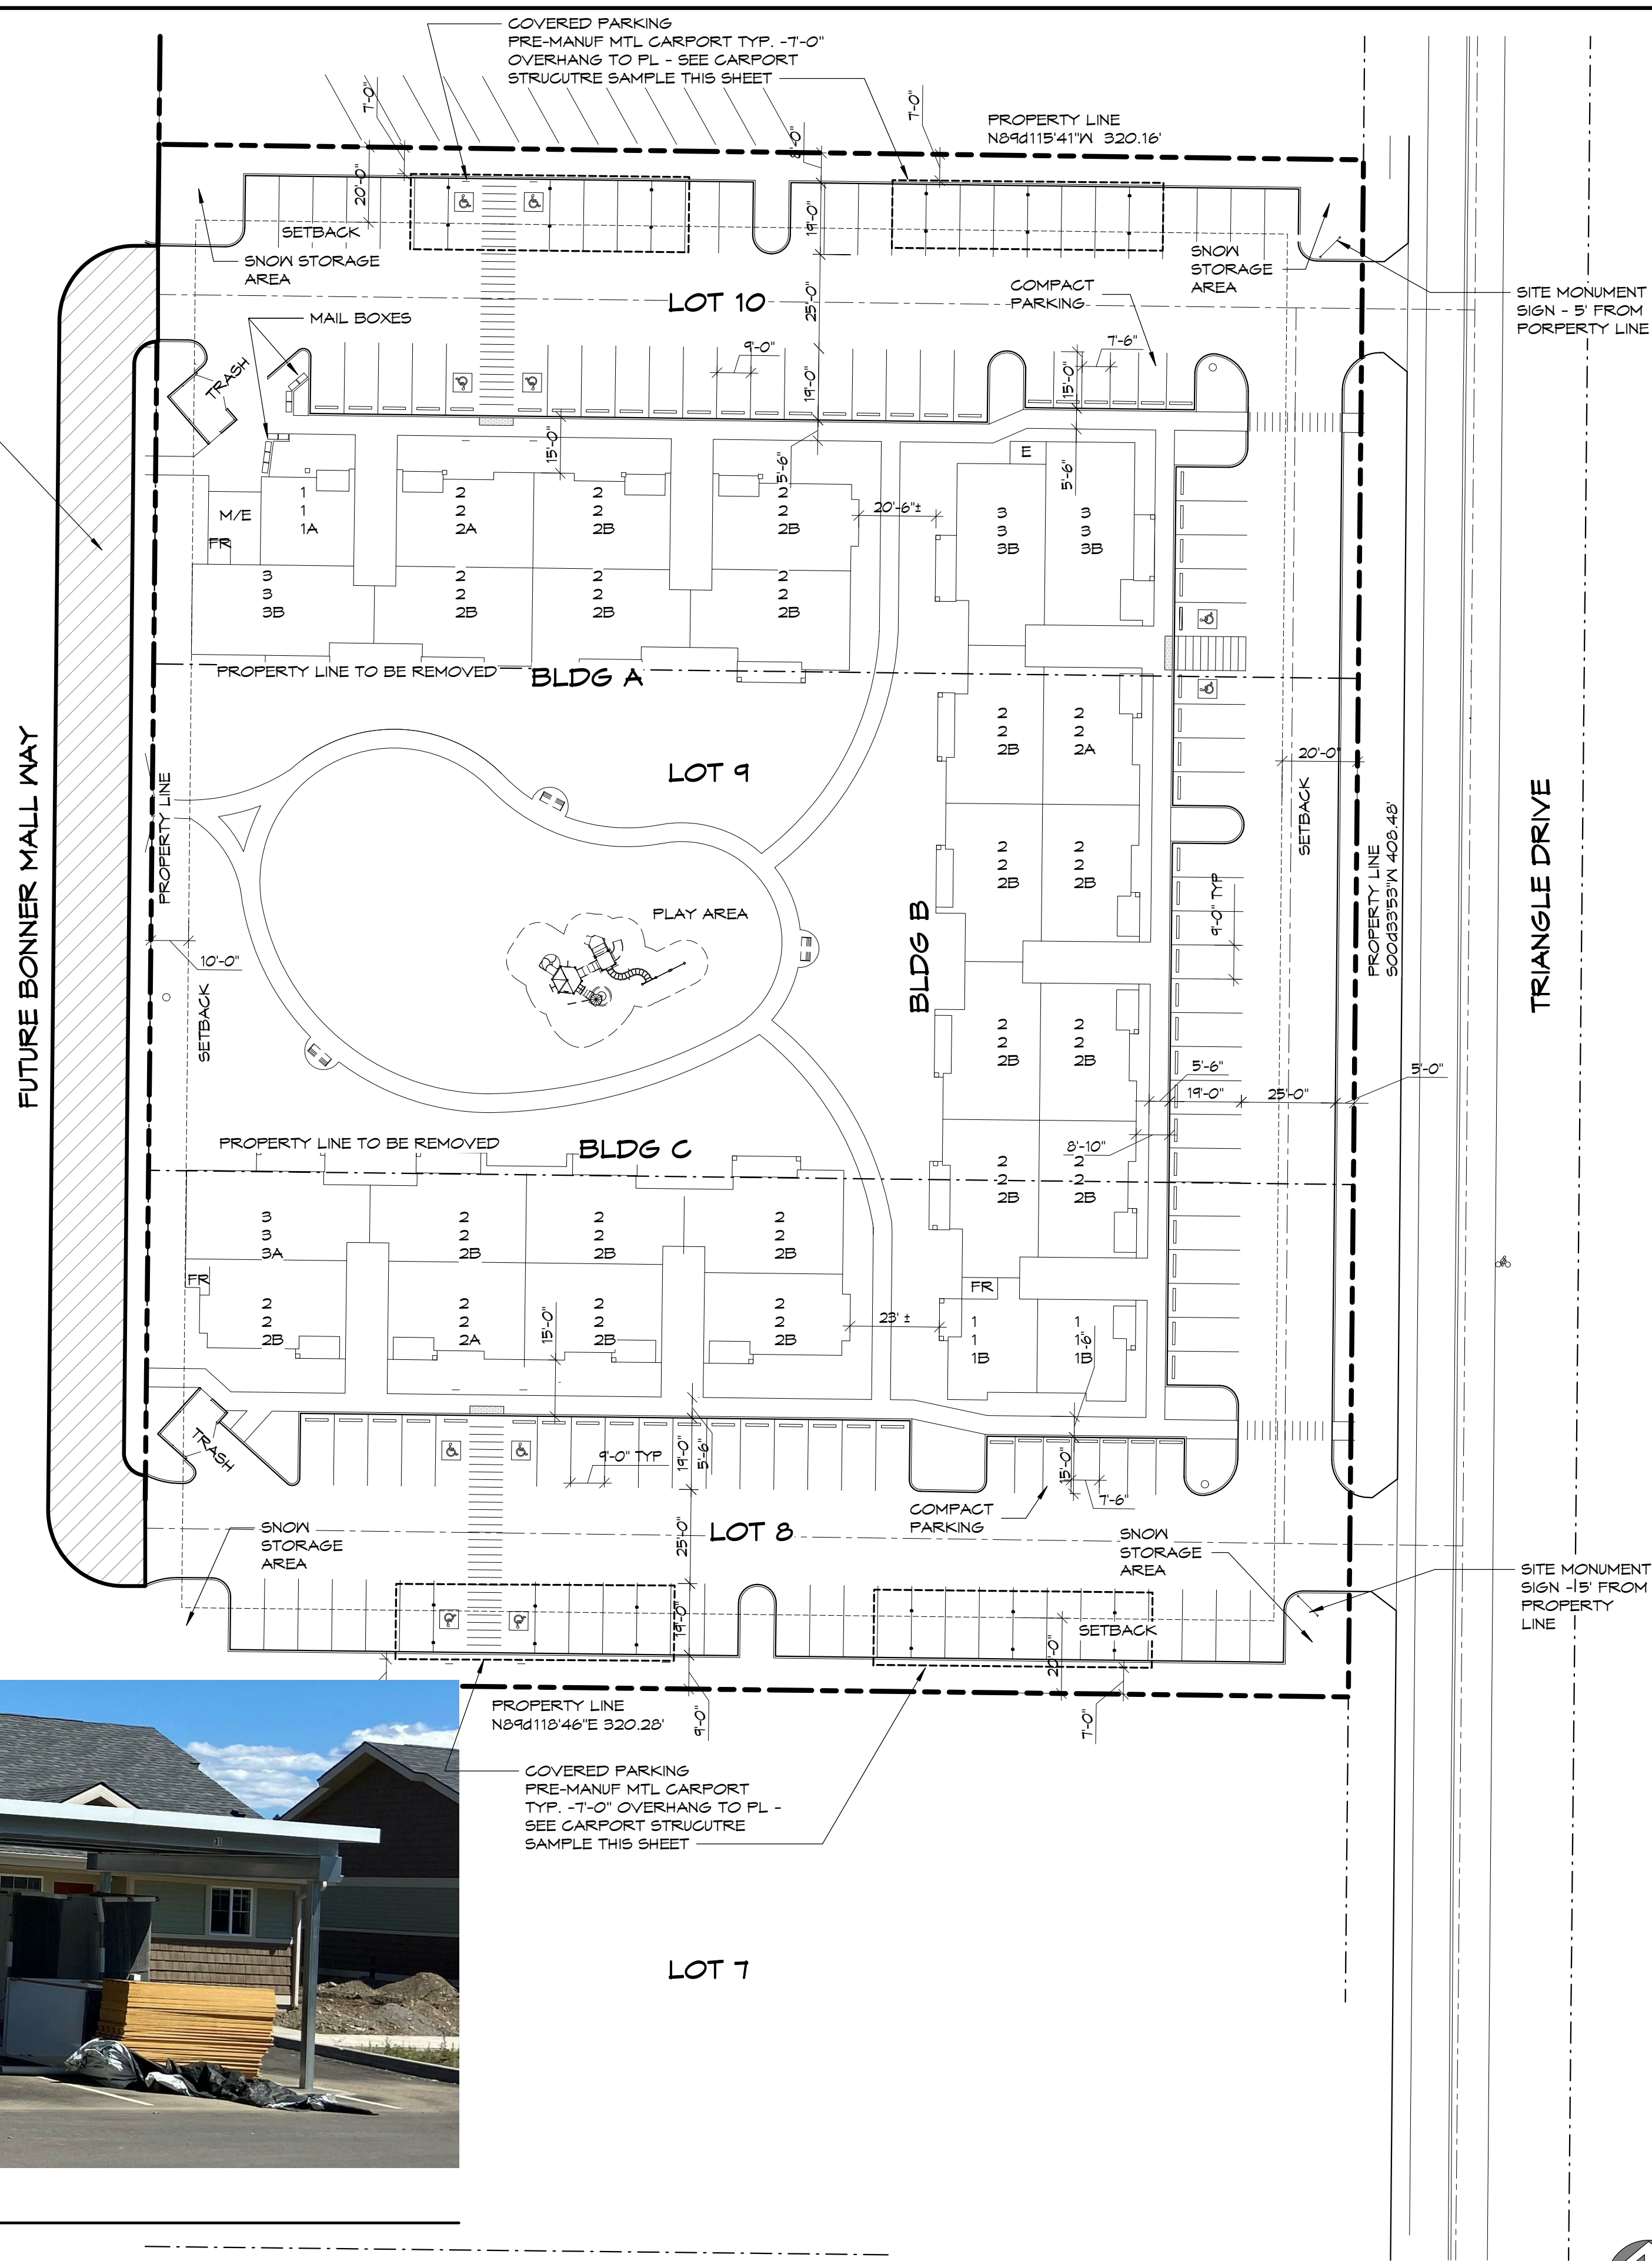 COVERED PARKING
PRE-MANUF MTL CARPORT TYP. -7'-0"
OVERHANG TO PL - SEE CARPORT
STRUCUTRE SAMPLE THIS SHEET
7'-0"
7'-0"
PROPERTY LINE
N89d115'41"W 320.16'
8'-0"
20'-0"
SETBACK
19'-0"
SNOW STORAGE
AREA
SNOW
STORAGE
AREA
COMPACT
PARKING
SITE MONUMENT
SIGN - 5' FROM
PORPERTY LINE
LOT 10
25'-0"
MAIL BOXES
9'-0"
7'-6"
TRASH
19'-0"
15'-0"
15'-0"
5'-6"
5'-6"
E
M/E
FR
1
1
1A
2
2
2A
2
2
2B
2
2
2B
20'-6"±
3
3
3B
3
3
3B
3
3
3B
2
2
2B
2
2
2B
2
2
2B
PROPERTY LINE TO BE REMOVED
BLDG A
2
2
2B
2
2
2A
20'-0"
FUTURE BONNER MALL WAY
PROPERTY LINE
LOT 9
SETBACK
PROPERTY LINE
S00d33'53"W 408.48'
TRIANGLE DRIVE
2
2
2B
2
2
2B
9'-0" TYP
PLAY AREA
BLDG B
10'-0"
SETBACK
2
2
2B
2
2
2B
5'-6"
19'-0"
25'-0"
5'-0"
8'-10"
PROPERTY LINE TO BE REMOVED
BLDG C
2
2
2B
2
2
2B
3
3
3A
2
2
2B
2
2
2B
2
2
2B
FR
FR
2
2
2B
2
2
2A
15'-0"
2
2
2B
2
2
2B
23' ±
1
1
1B
1
1
1B
TRASH
9'-0" TYP
19'-0"
5'-6"
15'-0"
7'-6"
COMPACT
PARKING
SNOW
STORAGE
AREA
25'-0"
LOT 8
SNOW
STORAGE
AREA
SITE MONUMENT
SIGN - 5' FROM
PROPERTY
LINE
19'-0"
SETBACK
20'-0"
PROPERTY LINE
N89d118'46"E 320.28'
9'-0"
7'-0"
COVERED PARKING
PRE-MANUF MTL CARPORT
TYP. -7'-0" OVERHANG TO PL -
SEE CARPORT STRUCUTRE
SAMPLE THIS SHEET
LOT 7